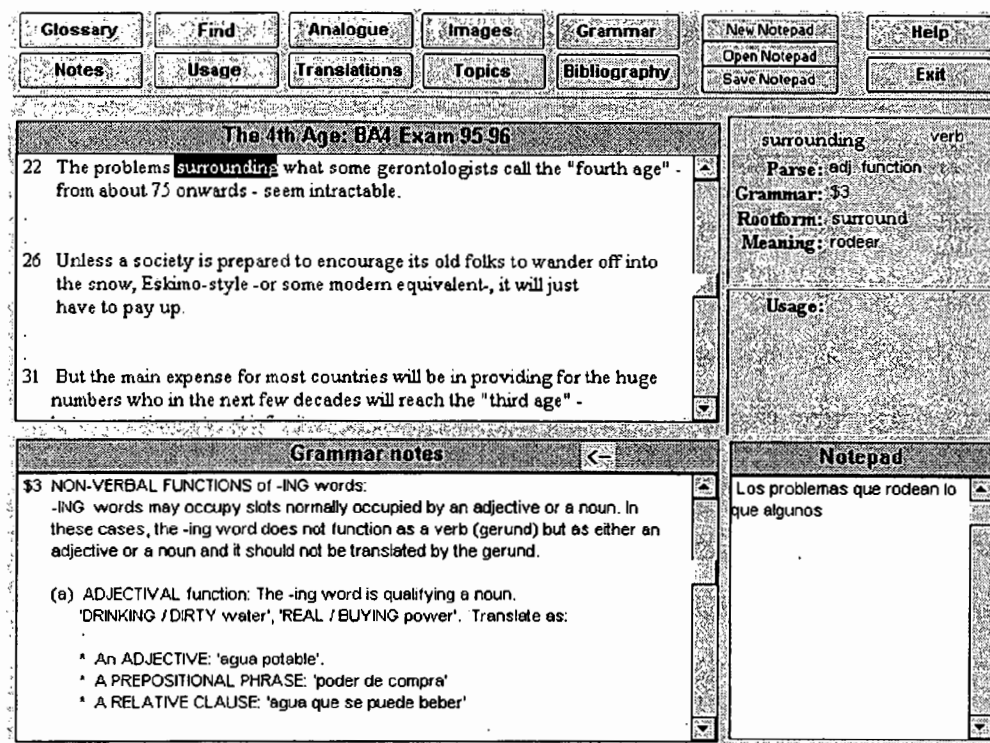 Glossary Find Analogue Images Grammar New Notepad Help
Open Notepad
Notes Usage Translations Topics Bibliography Save Notepad Exit
The 4th Age: BA4 Exam 95-96
22 The problems surrounding what some gerontologists call the "fourth age" -
from about 75 onwards - seem intractable.
26 Unless a society is prepared to encourage its old folks to wander off into
the snow, Eskimo-style -or some modern equivalent-, it will just
have to pay up.
31 But the main expense for most countries will be in providing for the huge
numbers who in the next few decades will reach the "third age" -
surrounding verb
Parse: adj. function
Grammar: $3
Rootform: surround
Meaning: rodear
Usage:
Grammar notes <-
$3 NON-VERBAL FUNCTIONS of -ING words:
-ING words may occupy slots normally occupied by an adjective or a noun. In
these cases, the -ing word does not function as a verb (gerund) but as either an
adjective or a noun and it should not be translated by the gerund.
(a) ADJECTIVAL function: The -ing word is qualifying a noun.
'DRINKING / DIRTY water', 'REAL / BUYING power'. Translate as:
* An ADJECTIVE: 'agua potable'.
* A PREPOSITIONAL PHRASE: 'poder de compra'
* A RELATIVE CLAUSE: 'agua que se puede beber'
Notepad
Los problemas que rodean lo
que algunos